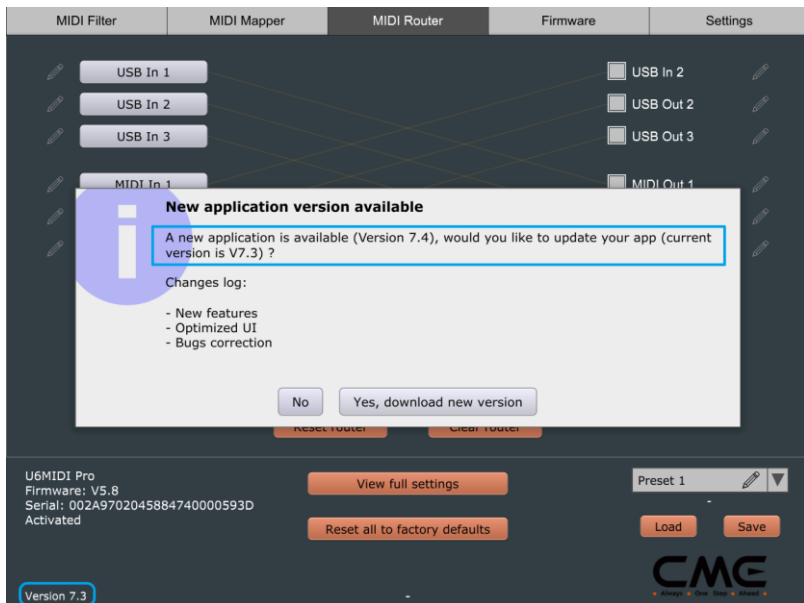 MIDI Filter MIDI Mapper MIDI Router Firmware Settings
USB In 1 USB In 2
USB In 2 USB Out 2
USB In 3 USB Out 3
MIDI In 1 MIDI Out 1
New application version available
A new application is available (Version 7.4), would you like to update your app (current
version is V7.3) ?
Changes log:
- New features
- Optimized UI
- Bugs correction
No Yes, download new version
Reset router Clear router
U6MIDI Pro
Firmware: V5.8
Serial: 002A9702045884740000593D
Activated
View full settings
Reset all to factory defaults
Preset 1
-
Load Save
CME
Always One Step Ahead
Version 7.3
-